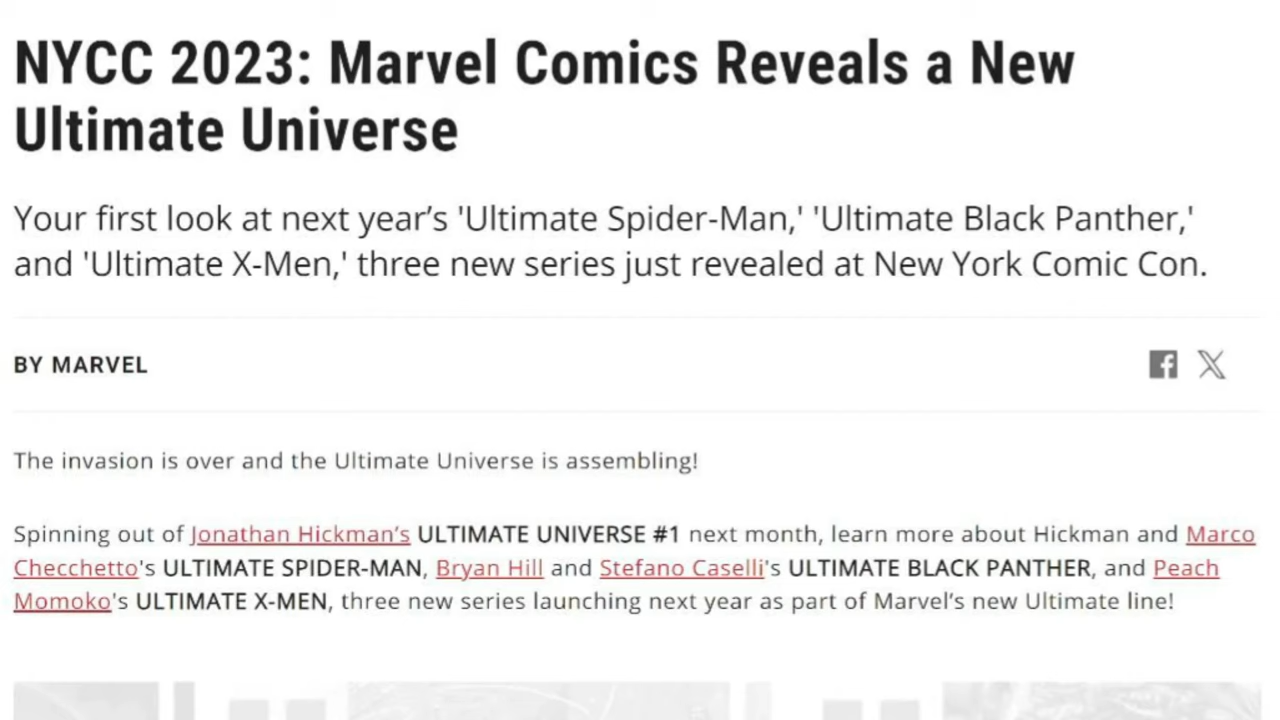 NYCC 2023: Marvel Comics Reveals a New
Ultimate Universe
Your first look at next year’s 'Ultimate Spider-Man,' 'Ultimate Black Panther,'
and 'Ultimate X-Men,' three new series just revealed at New York Comic Con.
BY MARVEL
The invasion is over and the Ultimate Universe is assembling!
Spinning out of Jonathan Hickman’s ULTIMATE UNIVERSE #1 next month, learn more about Hickman and Marco
Checchetto's ULTIMATE SPIDER-MAN, Bryan Hill and Stefano Caselli's ULTIMATE BLACK PANTHER, and Peach
Momoko's ULTIMATE X-MEN, three new series launching next year as part of Marvel’s new Ultimate line!